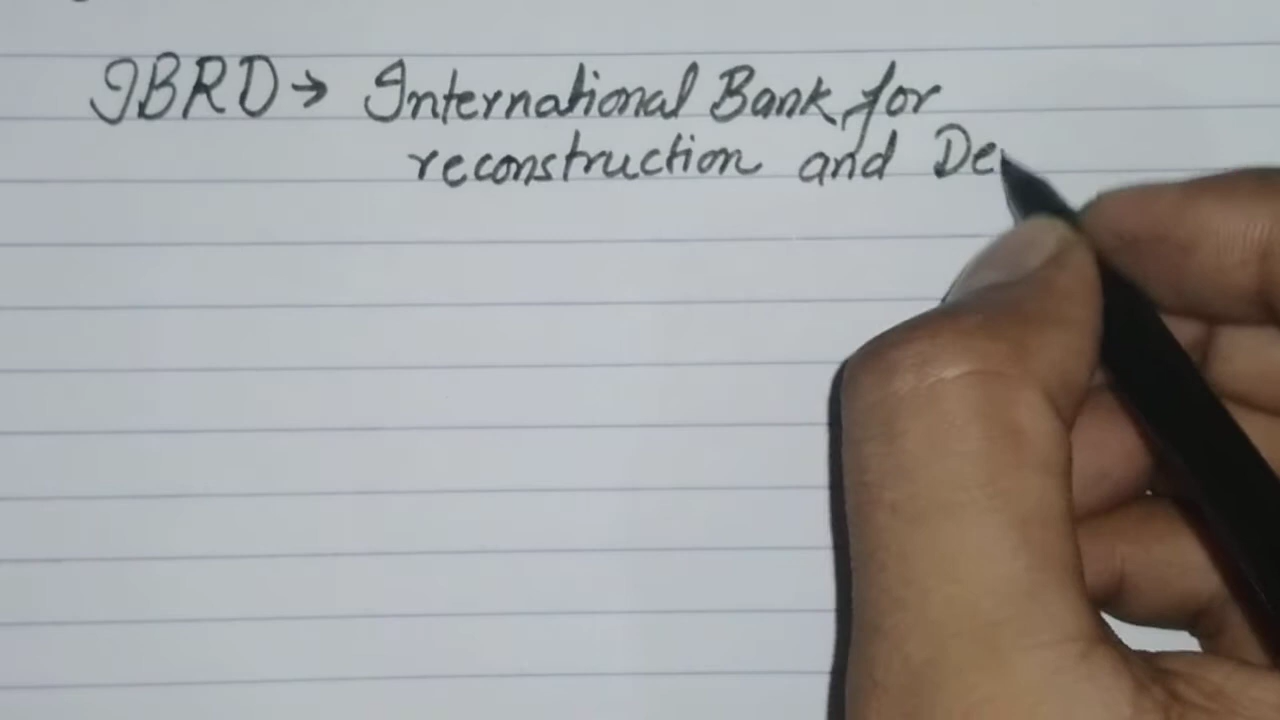 IBRD → International Bank for
reconstruction and De